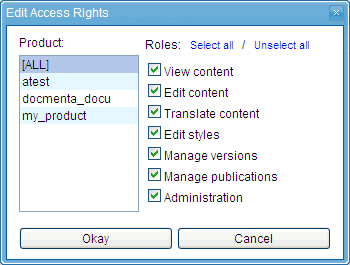 Edit Access Rights
Product:
Roles: Select all / Unselect all
[ALL]
atest
docmenta_docu
my_product
View content
Edit content
Translate content
Edit styles
Manage versions
Manage publications
Administration
Okay
Cancel